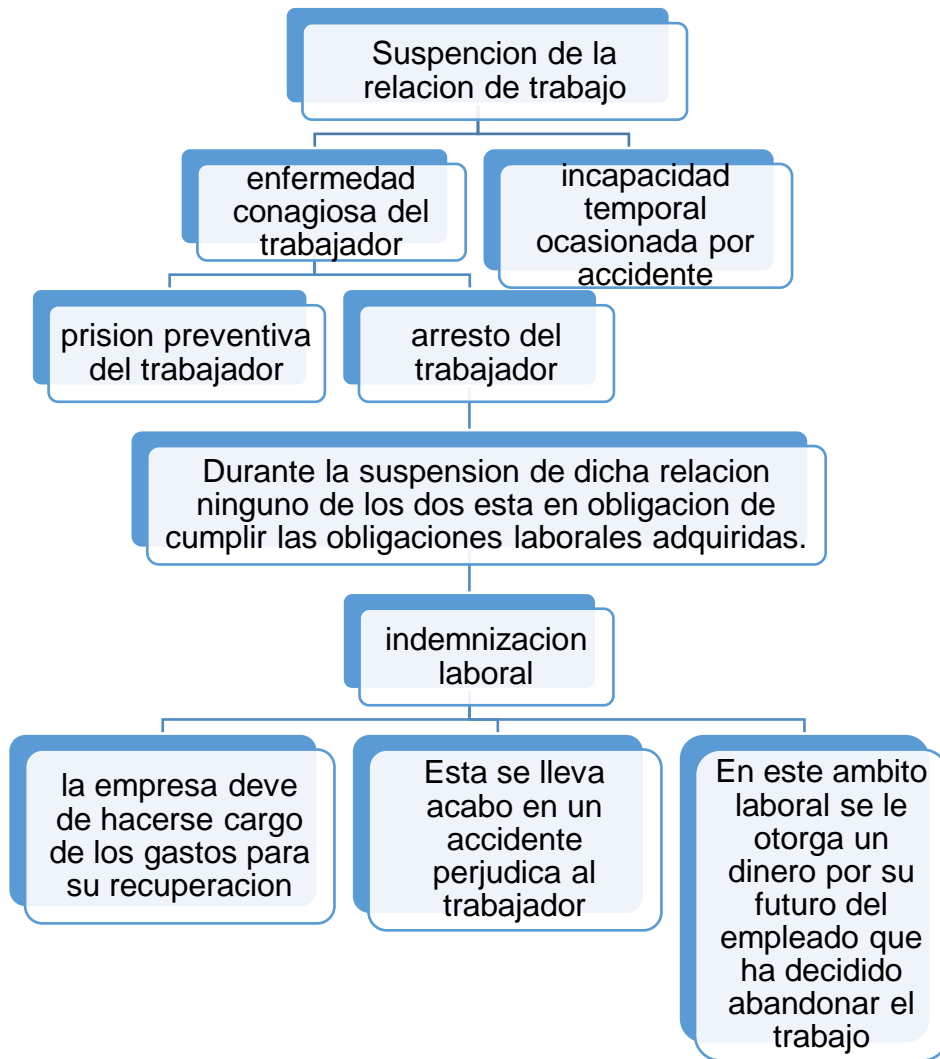 Suspencion de la
relacion de trabajo
enfermedad
conagiosa del
trabajador
incapacidad
temporal
ocasionada por
accidente
prision preventiva
del trabajador
arresto del
trabajador
Durante la suspension de dicha relacion
ninguno de los dos esta en obligacion de
cumplir las obligaciones laborales adquiridas.
indemnizacion
laboral
la empresa deve
de hacerse cargo
de los gastos para
su recuperacion
Esta se lleva
acabo en un
accidente
perjudica al
trabajador
En este ambito
laboral se le
otorga un
dinero por su
futuro del
empleado que
ha decidido
abandonar el
trabajo